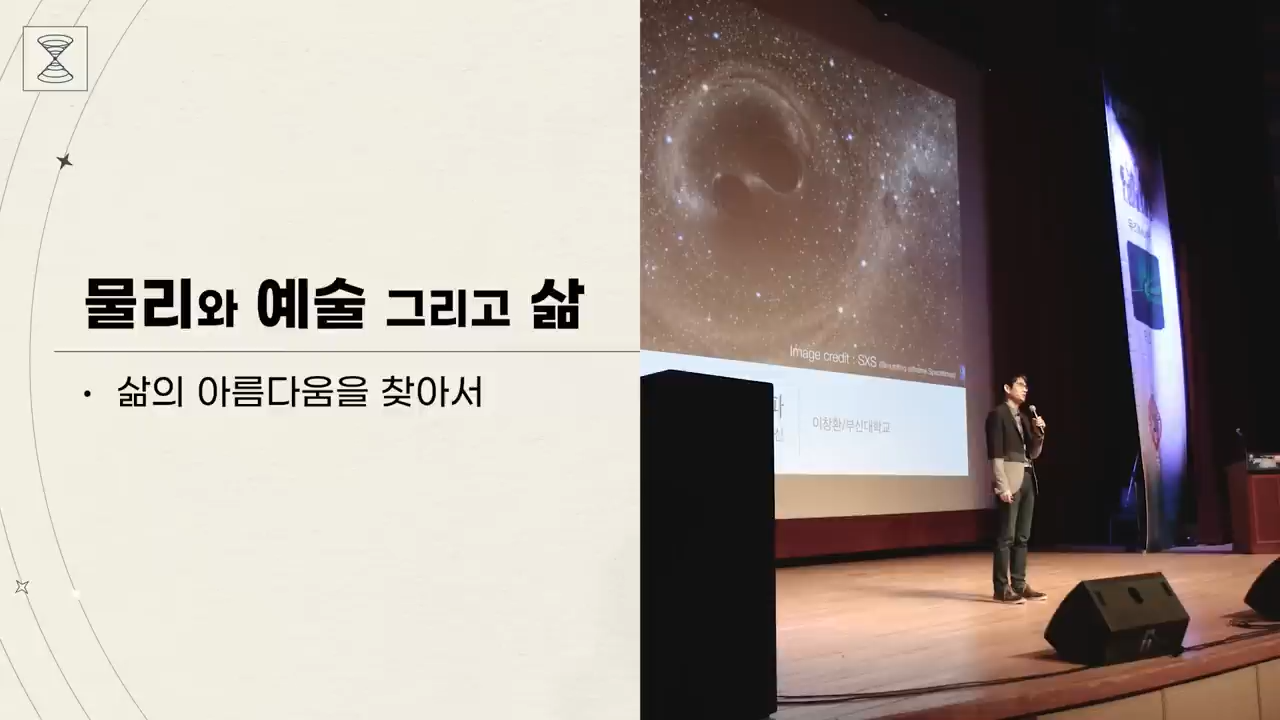 물리와 예술 그리고 삶
• 삶의 아름다움을 찾아서
Image credit : SXS
이창환/부산대학교